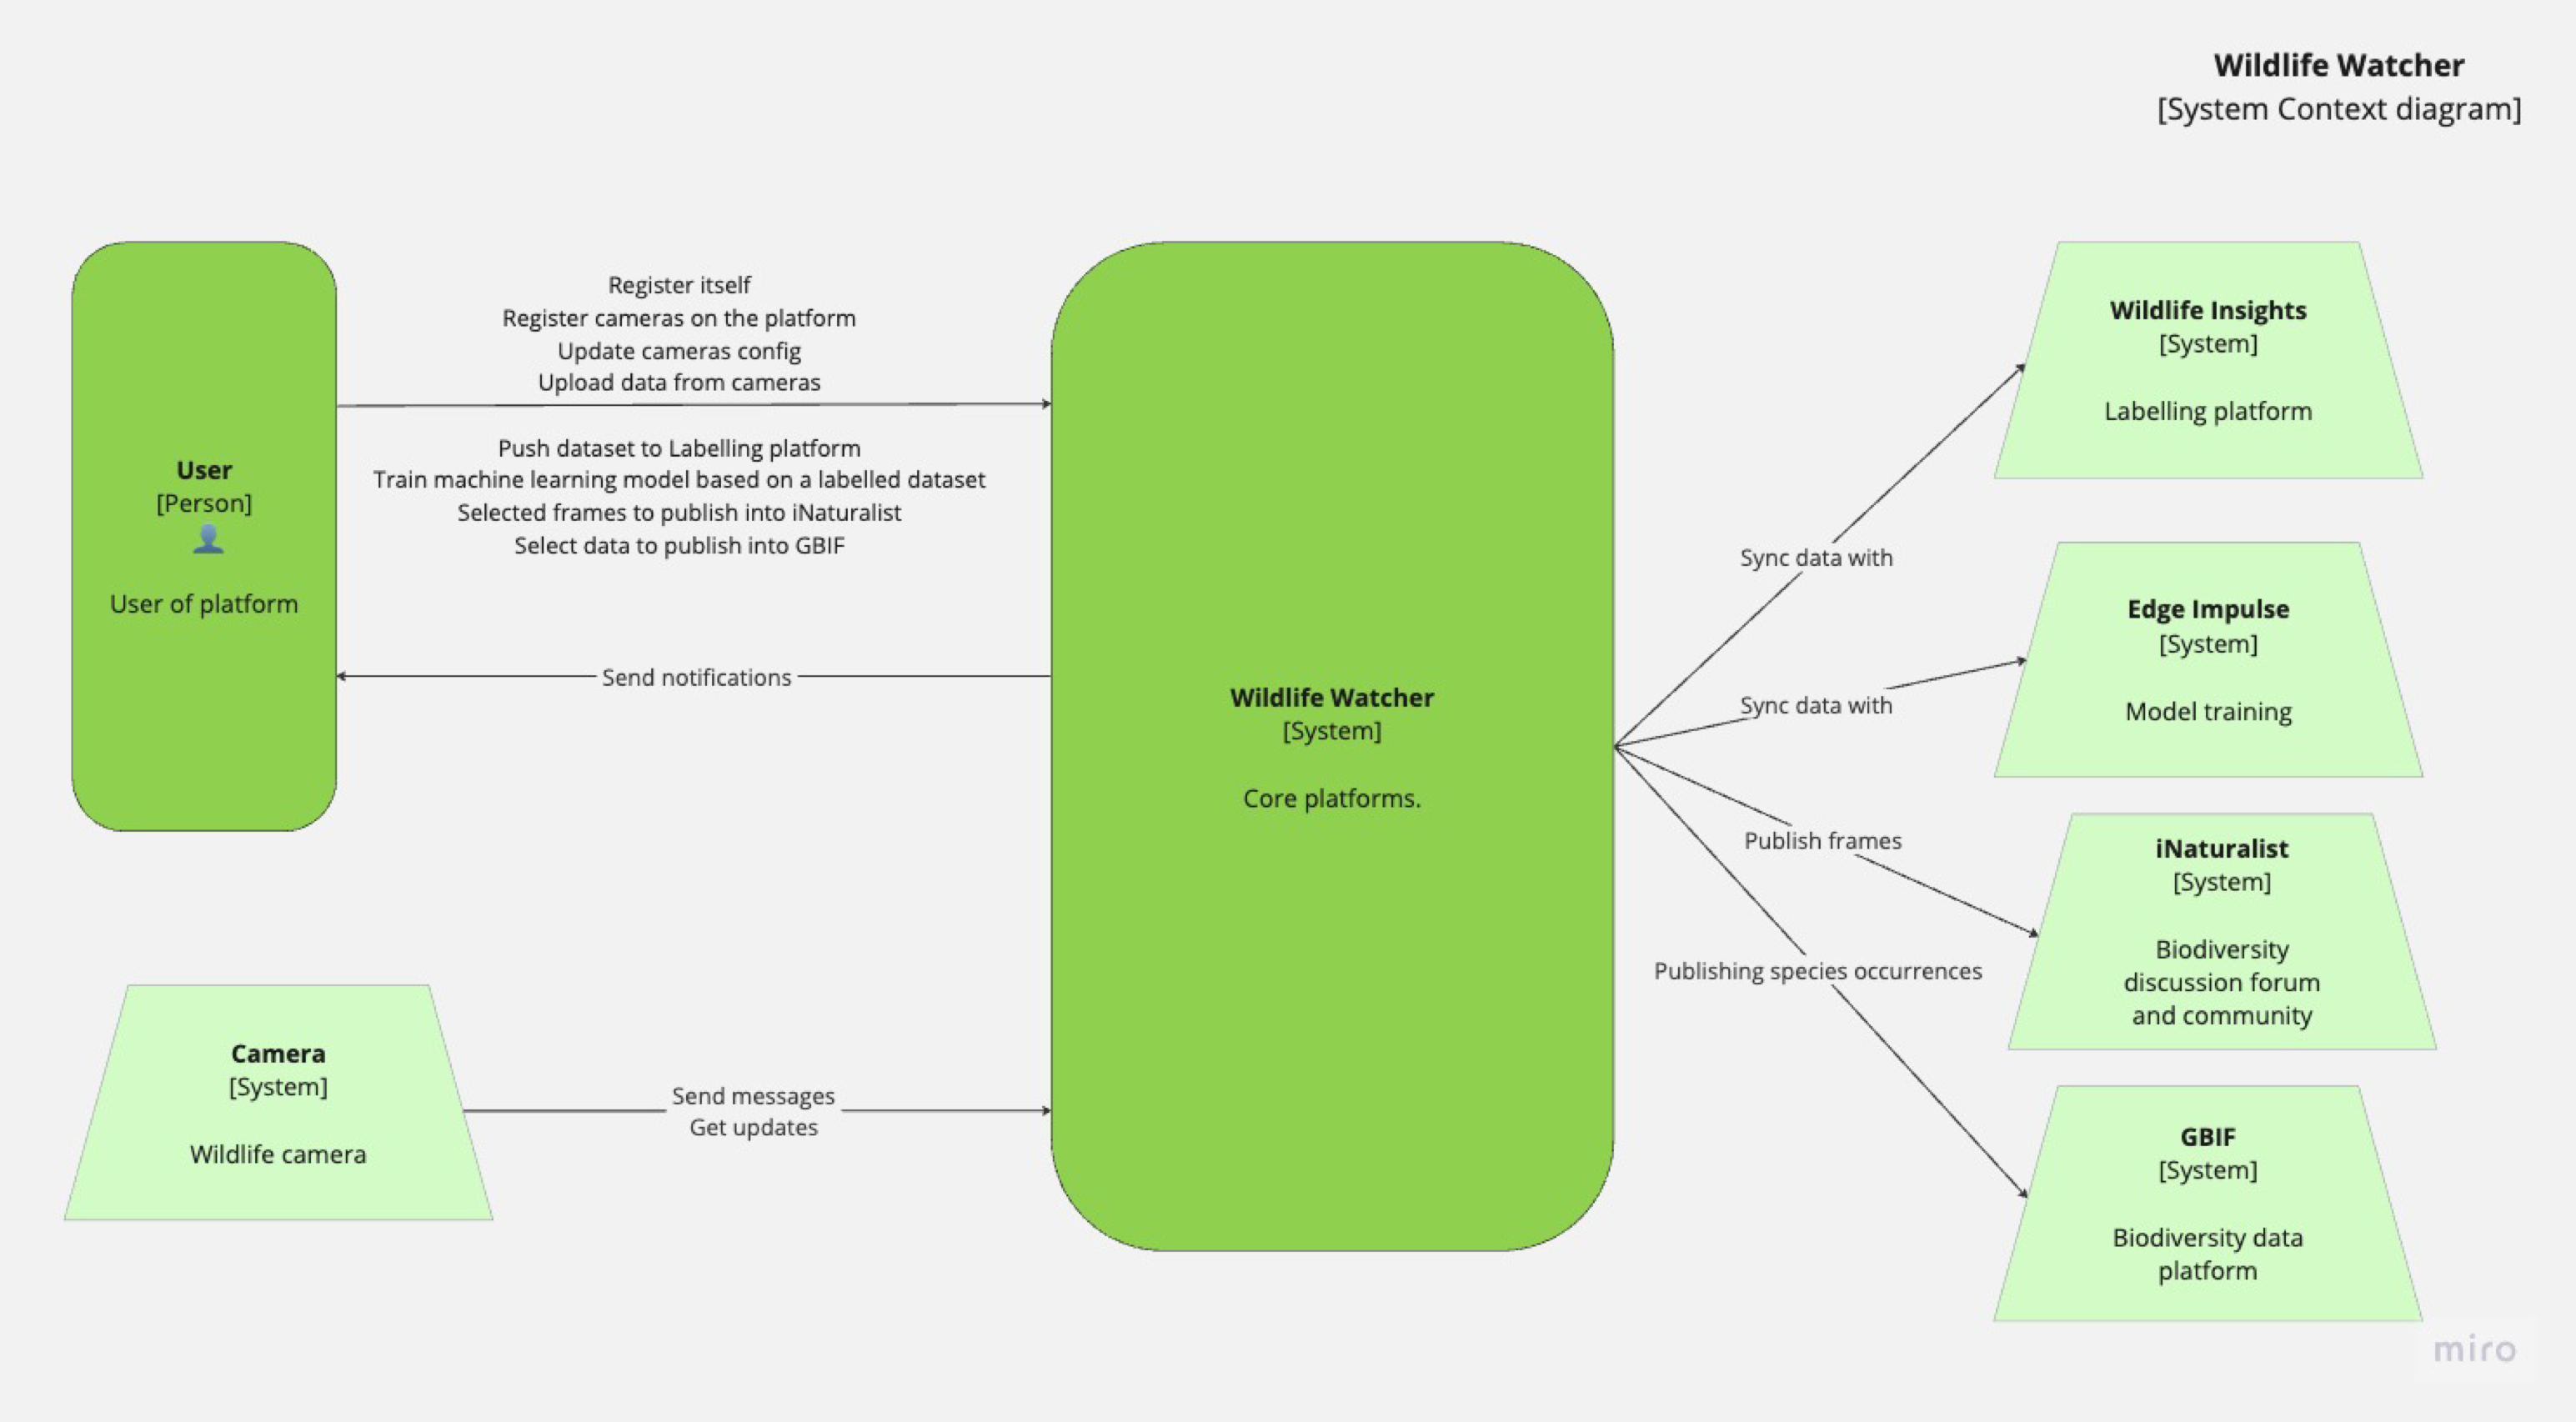 Wildlife Watcher
[System Context diagram]
User
[Person]
User of platform
Register itself
Register cameras on the platform
Update cameras config
Upload data from cameras
Push dataset to Labelling platform
Train machine learning model based on a labelled dataset
Selected frames to publish into iNaturalist
Select data to publish into GBIF
Send notifications
Camera
[System]
Wildlife camera
Send messages
Get updates
Wildlife Watcher
[System]
Core platforms.
Sync data with
Sync data with
Publish frames
Publishing species occurrences
Wildlife Insights
[System]
Labelling platform
Edge Impulse
[System]
Model training
iNaturalist
[System]
Biodiversity
discussion forum
and community
GBIF
[System]
Biodiversity data
platform
miro